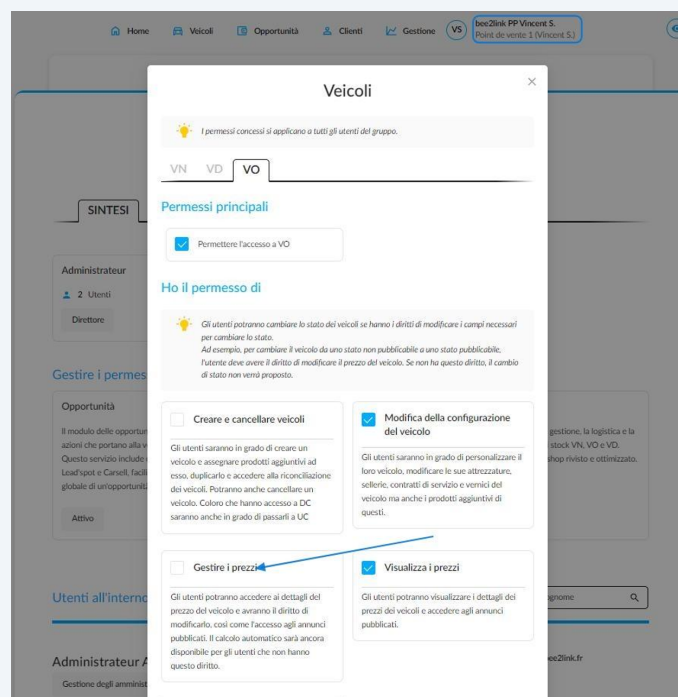 Home Veicoli Opportunità Clienti Gestione VS bee2link PP Vincent S.
Point de vente 1 (Vincent S.)
Veicoli
I permessi concessi si applicano a tutti gli utenti del gruppo.
VN VD VO
SINTESI
Permessi principali
Permettere l'accesso a VO
Administrateur
2 Utenti
Direttore
Ho il permesso di
Gli utenti potranno cambiare lo stato dei veicoli se hanno i diritti di modificare i campi necessari
per cambiare lo stato.
Ad esempio, per cambiare il veicolo da uno stato non pubblicabile a uno stato pubblicabile,
l'utente deve avere il diritto di modificare il prezzo del veicolo. Se non ha questo diritto, il cambio
di stato non verrà proposto.
Gestire i permes
Opportunità
Il modulo delle opportun
azioni che portano alla v
Questo servizio include
Lead'spot e Carsell, facili
globale di un'opportunit
Attivo
Creare e cancellare veicoli
Gli utenti saranno in grado di creare un
veicolo e assegnare prodotti aggiuntivi ad
esso, duplicarlo e accedere alla riconciliazione
dei veicoli. Potranno anche cancellare un
veicolo. Coloro che hanno accesso a DC
saranno anche in grado di passarli a UC
Modifica della configurazione
del veicolo
Gli utenti saranno in grado di personalizzare il
loro veicolo, modificare le sue attrezzature,
sellerie, contratti di servizio e vernici del
veicolo ma anche i prodotti aggiuntivi di
questi.
gestione, la logistica e la
stock VN, VO e VD.
shop rivisto e ottimizzato.
Gestire i prezzi
Gli utenti potranno accedere ai dettagli del
prezzo del veicolo e avranno il diritto di
modificarlo, così come l'accesso agli annunci
pubblicati. Il calcolo automatico sarà ancora
disponibile per gli utenti che non hanno
questo diritto.
Visualizza i prezzi
Gli utenti potranno visualizzare i dettagli dei
prezzi dei veicoli e accedere agli annunci
pubblicati.
Utenti all'interno
ognome
Administrateur A
ee2link.fr
Gestione degli amminist